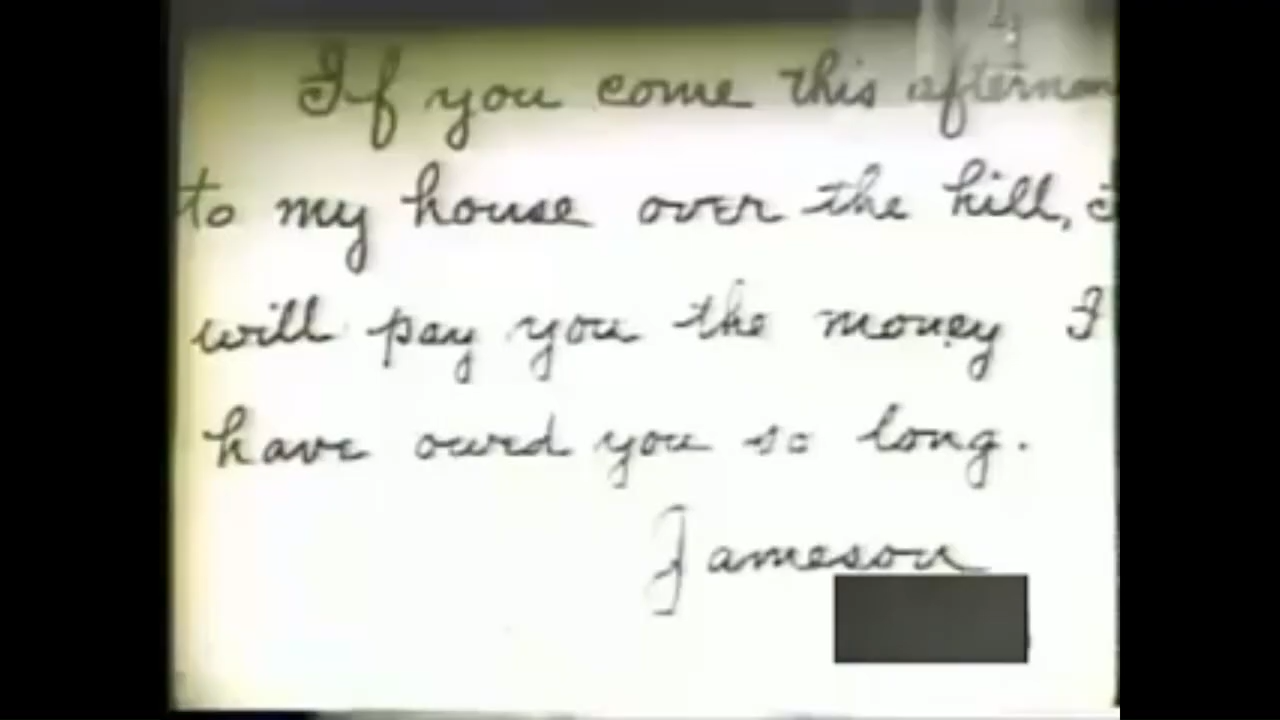 If you come this afternoon
to my house over the hill, I
will pay you the money I
have owed you so long.
Jameson